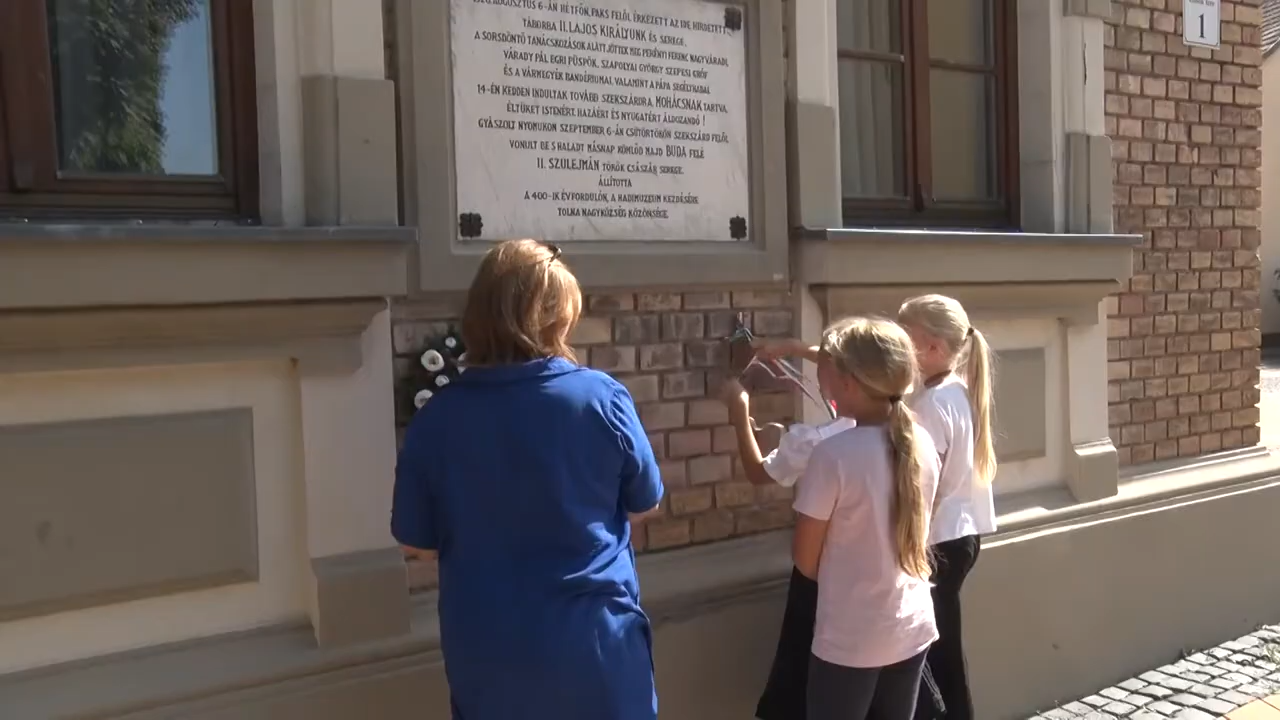 AUGUSZTUS 6-ÁN HÉTFŐN, PAKS FELŐL ÉRKEZETT AZ IDE HIRDETETT
TÁBORBA II. LAJOS KIRÁLYUNK ÉS SEREGE.
A SORSDÖNTŐ TANÁCSKOZÁSOK ALATT JÖTTEK MEG PERÉNYI FERENC NAGYVÁRADI,
VÁRADY PÁL EGRI PÜSPÖK, SZAPOLYAI GYÖRGY SZEPESI GRÓF
ÉS A VÁRMEGYÉK BANDÉRIUMAI, VALAMINT A PÁPA SEGÉLYHADAI.
14-ÉN KEDDEN INDULTAK TOVÁBB SZEKSZÁRDRA, MOHÁCSNAK TARTVA,
ÉLTÜKET ISTENÉRT, HAZÁÉRT ÉS NYUGATÉRT ÁLDOZANDÓ!
GYÁSZOLT NYOMUKON SZEPTEMBER 6-ÁN CSÜTÖRTÖKÖN SZEKSZÁRD FELŐL
VONULT BE S HALADT MÁSNAP KÖMLŐD MAJD BUDA FELÉ
II. SZULEJMÁN TÖRÖK CSÁSZÁR SEREGE.
ÁLLÍTOTTA
A 400-IK ÉVFORDULÓN, A HADIMUZEUM KEZDÉSÉRE
TOLNA NAGYKÖZSÉG KÖZÖNSÉGE.
1